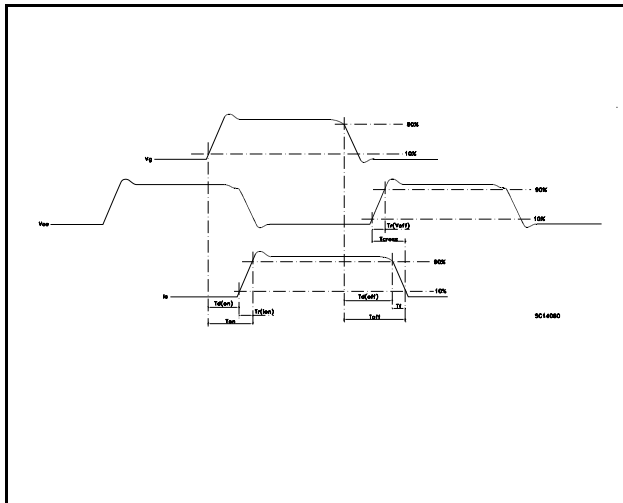 90%
Vg
10%
Vce
90%
10%
Tr(Voff)
Tcross
90%
Ic
10%
Td(on)
Tr(Ion)
Ton
Td(off)
Tf
Toff
SC14080